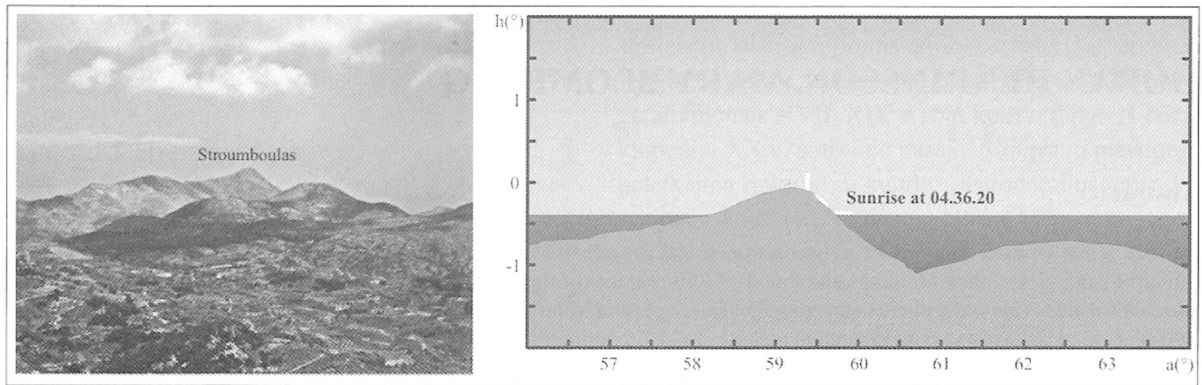 Stroumboulas
h(°)
1
0
Sunrise at 04.36.20
-1
57 58 59 60 61 62 63 a(°)